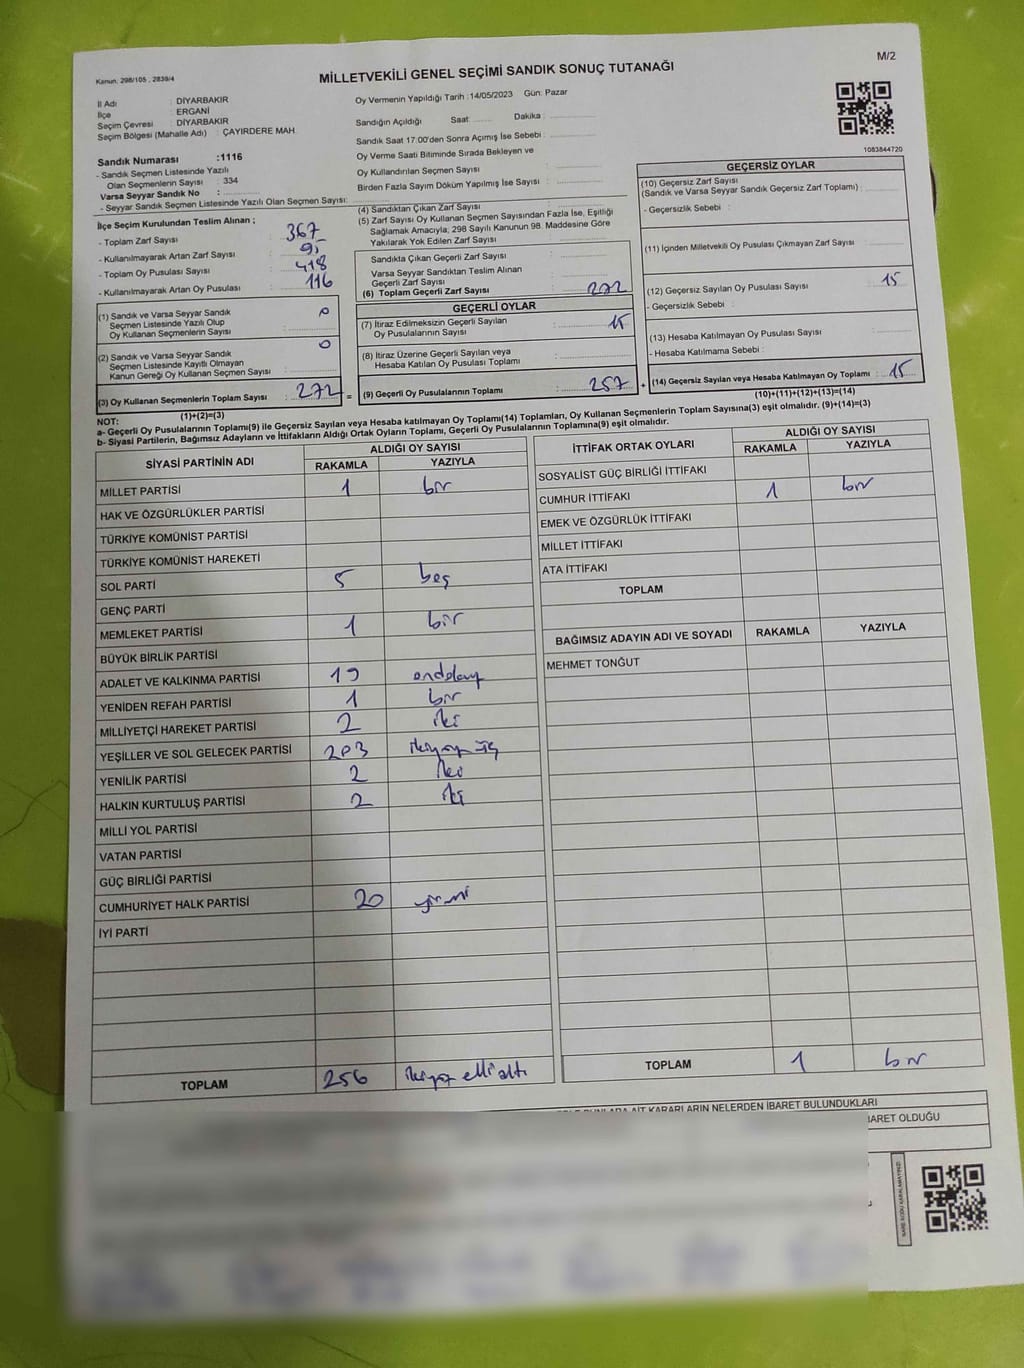 Kanun: 298/105 , 2839/4
MİLLETVEKİLİ GENEL SEÇİMİ SANDIK SONUÇ TUTANAĞI
M/2
İl Adı : DİYARBAKIR
İlçe : ERGANİ
Seçim Çevresi : DİYARBAKIR
Seçim Bölgesi (Mahalle Adı) : ÇAYIRDERE MAH.
Oy Vermenin Yapıldığı Tarih :14/05/2023 Gün: Pazar
Sandığın Açıldığı Saat:........ Dakika :
Sandık Saat 17:00'den Sonra Açımış İse Sebebi :
Oy Verme Saati Bitiminde Sırada Bekleyen ve
Oy Kullandırılan Seçmen Sayısı :
Birden Fazla Sayım Döküm Yapılmış İse Sayısı :
1083844720
Sandık Numarası :1116
- Sandık Seçmen Listesinde Yazılı
Olan Seçmenlerin Sayısı : 334
Varsa Seyyar Sandık No :
- Seyyar Sandık Seçmen Listesinde Yazılı Olan Seçmen Sayısı:
İlçe Seçim Kurulundan Teslim Alınan ;
- Toplam Zarf Sayısı : 367
- Kullanılmayarak Artan Zarf Sayısı :
- Toplam Oy Pusulası Sayısı : 418
- Kullanılmayarak Artan Oy Pusulası : 116
(1) Sandık ve Varsa Seyyar Sandık
Seçmen Listesinde Yazılı Olup
Oy Kullanan Seçmenlerin Sayısı : 0
(2) Sandık ve Varsa Seyyar Sandık
Seçmen Listesinde Kayıtlı Olmayan
Kanun Gereği Oy Kullanan Seçmen Sayısı : 0
(3) Oy Kullanan Seçmenlerin Toplam Sayısı : 272 =
(1)+(2)=(3)
(4) Sandıktan Çıkan Zarf Sayısı :
(5) Zarf Sayısı Oy Kullanan Seçmen Sayısından Fazla İse, Eşitliği
Sağlamak Amacıyla; 298 Sayılı Kanunun 98. Maddesine Göre
Yakılarak Yok Edilen Zarf Sayısı :
Sandıkta Çıkan Geçerli Zarf Sayısı :
Varsa Seyyar Sandıktan Teslim Alınan
Geçerli Zarf Sayısı :
(6) Toplam Geçerli Zarf Sayısı : 272
GEÇERLİ OYLAR
(7) İtiraz Edilmeksizin Geçerli Sayılan
Oy Pusulalarının Sayısı : 15
(8) İtiraz Üzerine Geçerli Sayılan veya
Hesaba Katılan Oy Pusulası Toplamı :
(9) Geçerli Oy Pusulalarının Toplamı : 257 +
GEÇERSİZ OYLAR
(10) Geçersiz Zarf Sayısı
(Sandık ve Varsa Seyyar Sandık Geçersiz Zarf Toplamı) :
- Geçersizlik Sebebi :
(11) İçinden Milletvekili Oy Pusulası Çıkmayan Zarf Sayısı :
(12) Geçersiz Sayılan Oy Pusulası Sayısı : 15
- Geçersizlik Sebebi :
(13) Hesaba Katılmayan Oy Pusulası Sayısı :
- Hesaba Katılmama Sebebi :
(14) Geçersiz Sayılan veya Hesaba Katılmayan Oy Toplamı : 15
(10)+(11)+(12)+(13)=(14)
NOT:
a- Geçerli Oy Pusulalarının Toplamı(9) ile Geçersiz Sayılan veya Hesaba katılmayan Oy Toplamı(14) Toplamları, Oy Kullanan Seçmenlerin Toplam Sayısına(3) eşit olmalıdır. (9)+(14)=(3)
b- Siyasi Partilerin, Bağımsız Adayların ve İttifakların Aldığı Ortak Oyların Toplamı, Geçerli Oy Pusulalarının Toplamına(9) eşit olmalıdır.
SİYASİ PARTİNİN ADI ALDIĞI OY SAYISI
RAKAMLA YAZIYLA
MİLLET PARTİSİ 1 bir
HAK VE ÖZGÜRLÜKLER PARTİSİ
TÜRKİYE KOMÜNİST PARTİSİ
TÜRKİYE KOMÜNİST HAREKETİ
SOL PARTİ 5 beş
GENÇ PARTİ
MEMLEKET PARTİSİ 1 bir
BÜYÜK BİRLİK PARTİSİ
ADALET VE KALKINMA PARTİSİ 19 ondokuz
YENİDEN REFAH PARTİSİ 1 bir
MİLLİYETÇİ HAREKET PARTİSİ 2 iki
YEŞİLLER VE SOL GELECEK PARTİSİ 203 ikiyüz üç
YENİLİK PARTİSİ 2 iki
HALKIN KURTULUŞ PARTİSİ 2 iki
MİLLİ YOL PARTİSİ
VATAN PARTİSİ
GÜÇ BİRLİĞİ PARTİSİ
CUMHURİYET HALK PARTİSİ 20 yirmi
İYİ PARTİ
TOPLAM 256 ikiyüz elli altı
İTTİFAK ORTAK OYLARI ALDIĞI OY SAYISI
RAKAMLA YAZIYLA
SOSYALİST GÜÇ BİRLİĞİ İTTİFAKI
CUMHUR İTTİFAKI 1 bir
EMEK VE ÖZGÜRLÜK İTTİFAKI
MİLLET İTTİFAKI
ATA İTTİFAKI
TOPLAM
BAĞIMSIZ ADAYIN ADI VE SOYADI RAKAMLA YAZIYLA
MEHMET TONĞUT
TOPLAM 1 bir
AİT KARARLARIN NELERDEN İBARET BULUNDUKLARI
İBARET OLDUĞU